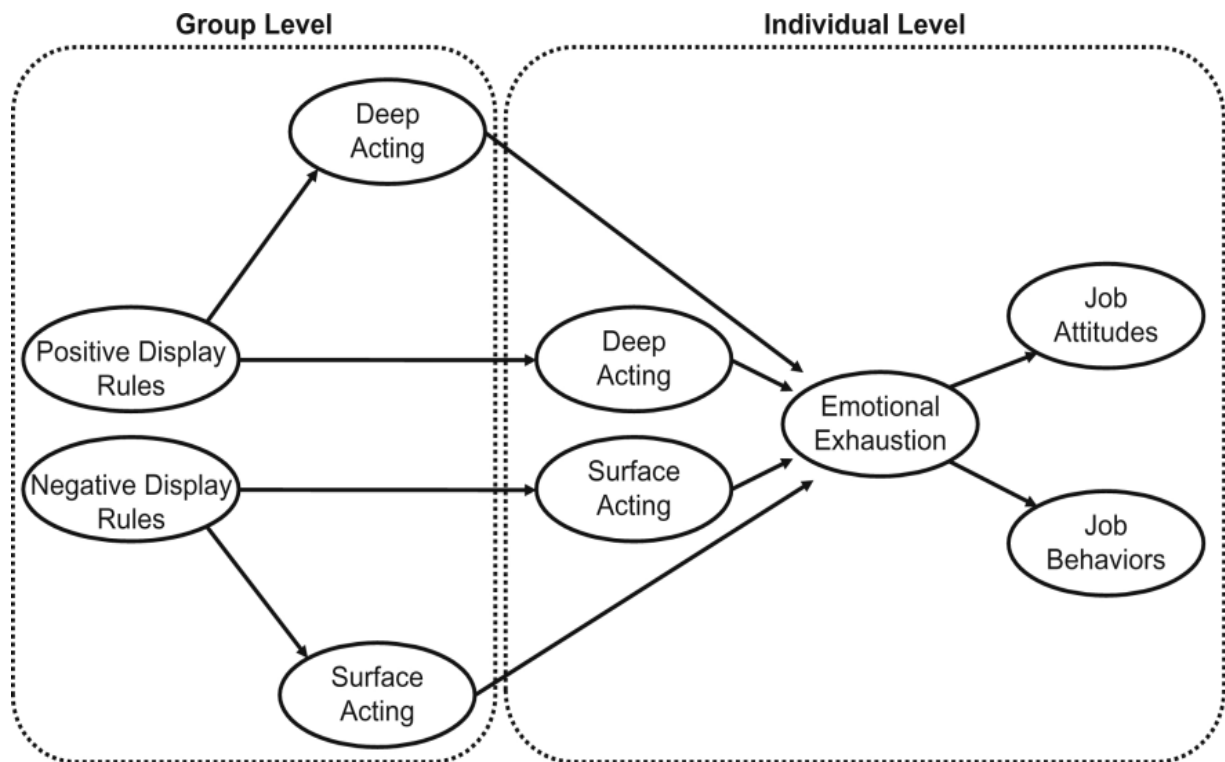 Group Level
Individual Level
Deep
Acting
Positive Display
Rules
Deep
Acting
Job
Attitudes
Emotional
Exhaustion
Negative Display
Rules
Surface
Acting
Job
Behaviors
Surface
Acting